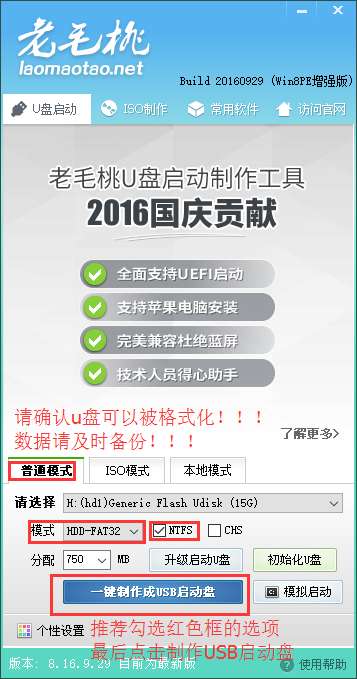 老毛桃
laomaotao.net
Build 20160929 (Win8PE增强版)
U盘启动 ISO制作 常用软件 访问官网
老毛桃U盘启动制作工具
2016国庆贡献
全面支持UEFI启动
支持苹果电脑安装
完美兼容杜绝蓝屏
技术人员得心助手
请确认u盘可以被格式化！！！
数据请及时备份！！！
了解更多>
普通模式 ISO模式 本地模式
请选择 H:(hd1)Generic Flash Udisk (15G)
模式 HDD-FAT32 NTFS CHS
分配 750 MB 升级启动U盘 初始化U盘
一键制作成USB启动盘 模拟启动
个性设置 推荐勾选红色框的选项
最后点击制作USB启动盘
版本: 8.16.9.29 目前为最新版 使用帮助